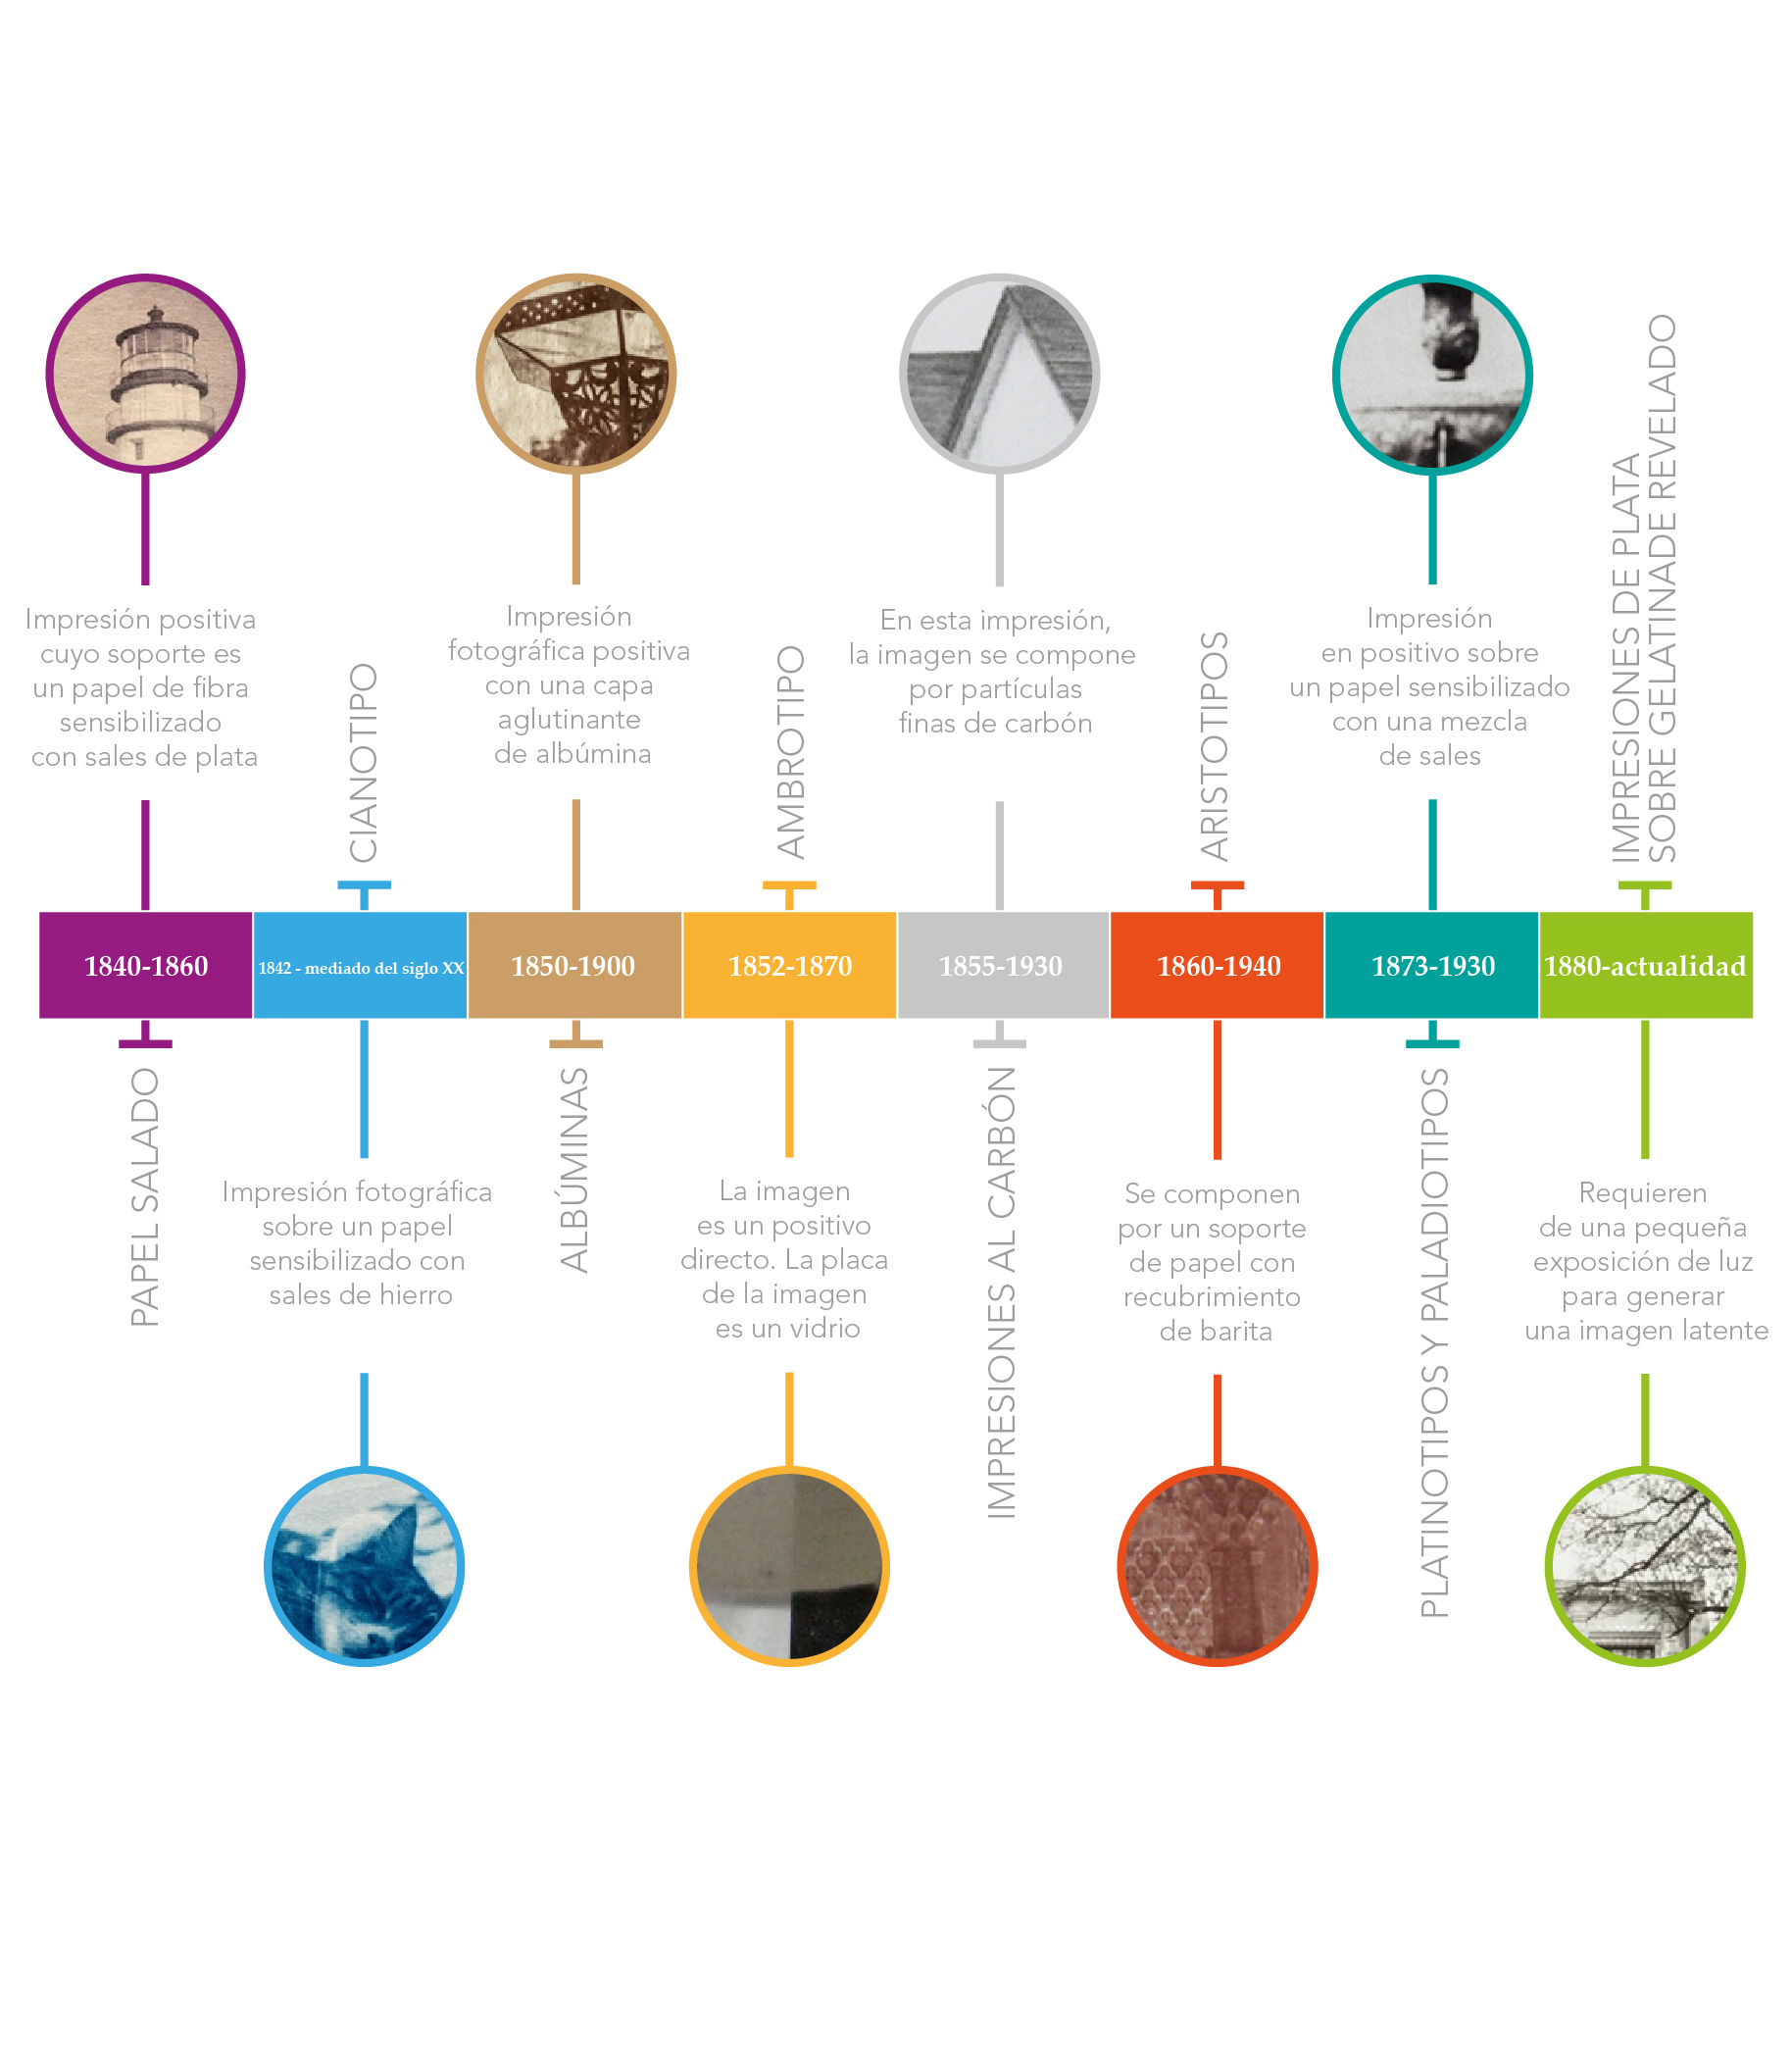 Impresión positiva
cuyo soporte es
un papel de fibra
sensibilizado
con sales de plata
1840-1860
PAPEL SALADO
CIANOTIPO
1842 - mediado del siglo XX
Impresión fotográfica
sobre un papel
sensibilizado con
sales de hierro
Impresión
fotográfica positiva
con una capa
aglutinante
de albúmina
1850-1900
ALBÚMINAS
AMBROTIPO
1852-1870
La imagen
es un positivo
directo. La placa
de la imagen
es un vidrio
En esta impresión,
la imagen se compone
por partículas
finas de carbón
1855-1930
IMPRESIONES AL CARBÓN
ARISTOTIPOS
1860-1940
Se componen
por un soporte
de papel con
recubrimiento
de barita
Impresión
en positivo sobre
un papel sensibilizado
con una mezcla
de sales
1873-1930
PLATINOTIPOS Y PALADIOTIPOS
IMPRESIONES DE PLATA
SOBRE GELATINADE REVELADO
1880-actualidad
Requieren
de una pequeña
exposición de luz
para generar
una imagen latente